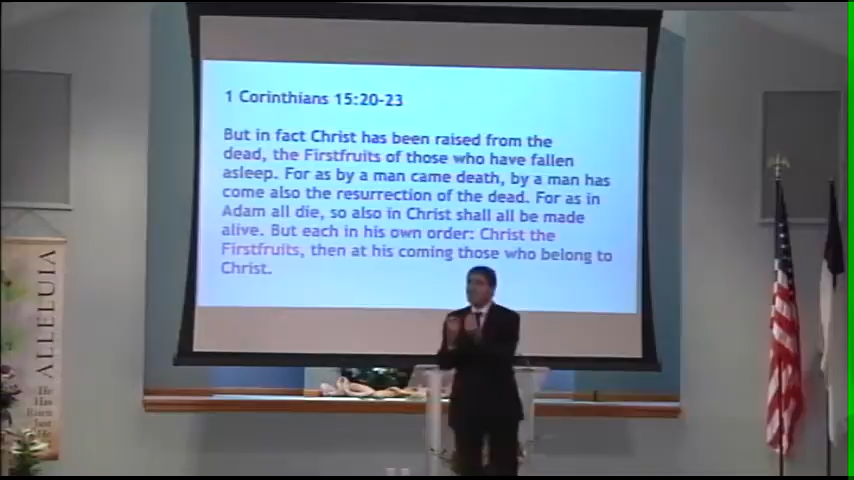 1 Corinthians 15:20-23
But in fact Christ has been raised from the
dead, the Firstfruits of those who have fallen
asleep. For as by a man came death, by a man has
come also the resurrection of the dead. For as in
Adam all die, so also in Christ shall all be made
alive. But each in his own order: Christ the
Firstfruits, then at his coming those who belong to
Christ.
ALLELUIA
He
Has
Risen
Just
He